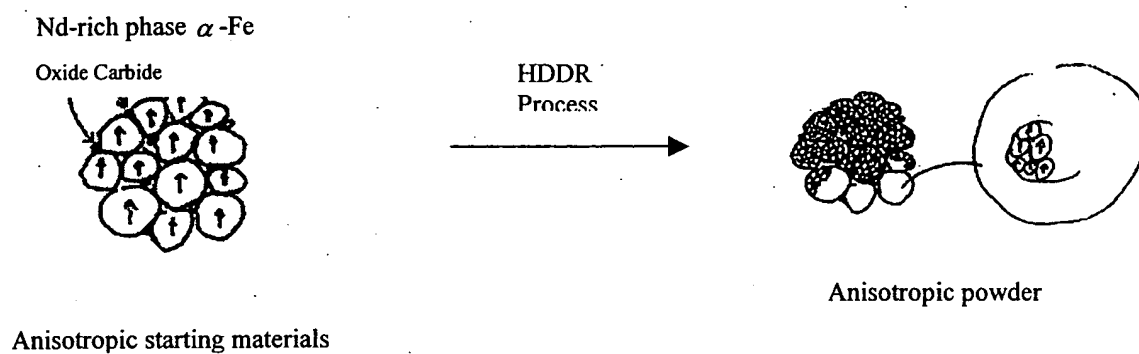 Nd-rich phase α-Fe
Oxide Carbide
HDDR
Process
Anisotropic powder
Anisotropic starting materials